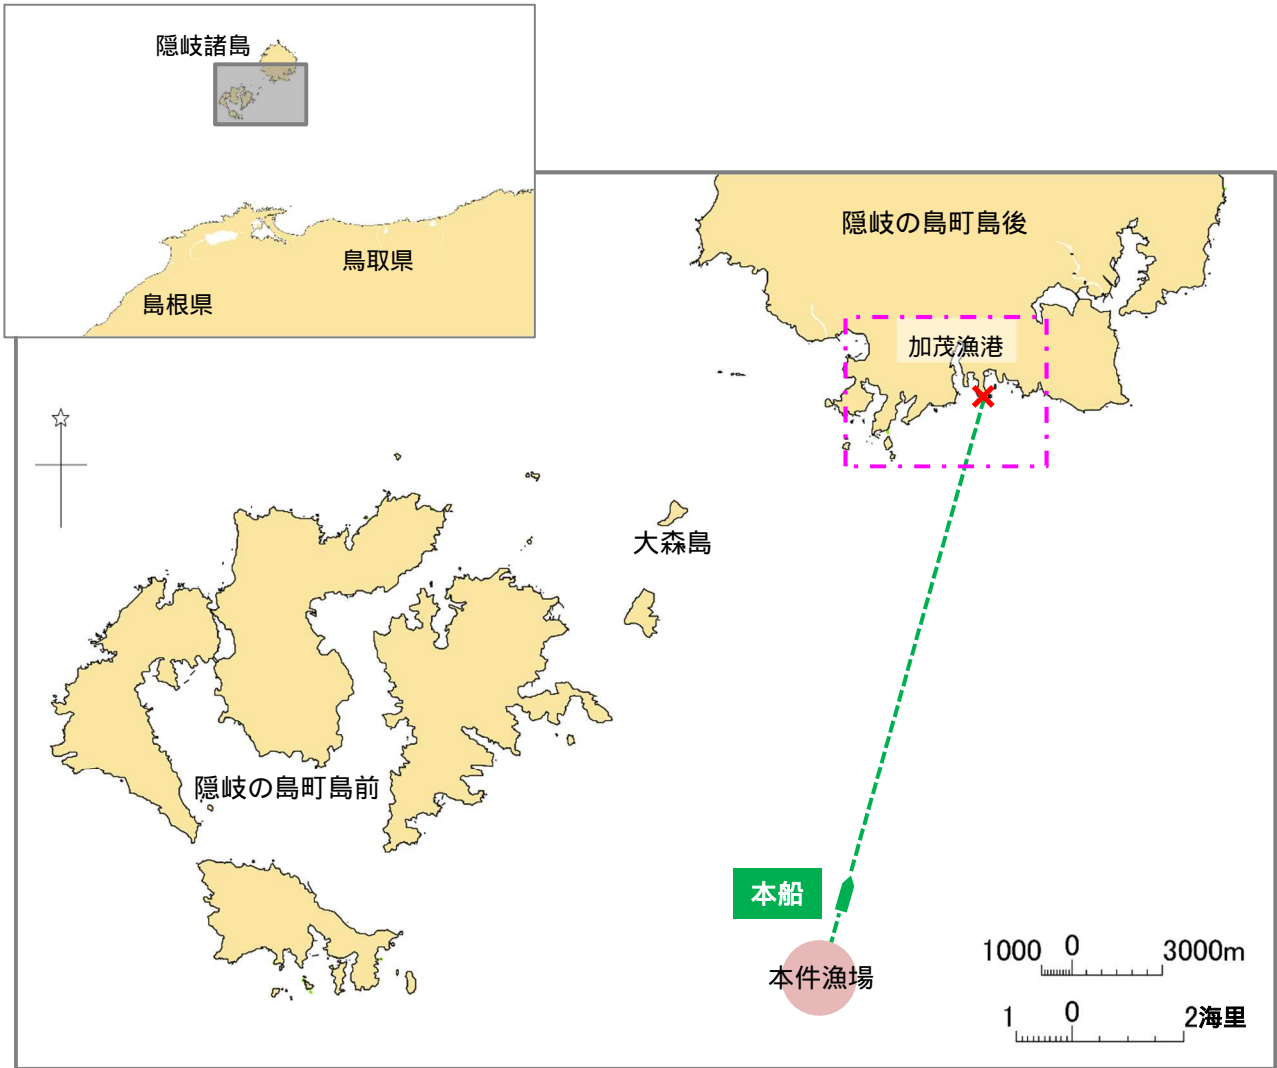 隠岐諸島
鳥取県
島根県
隠岐の島町島後
加茂漁港
大森島
隠岐の島町島前
本船
本件漁場
1000 0 3000m
1 0 2海里